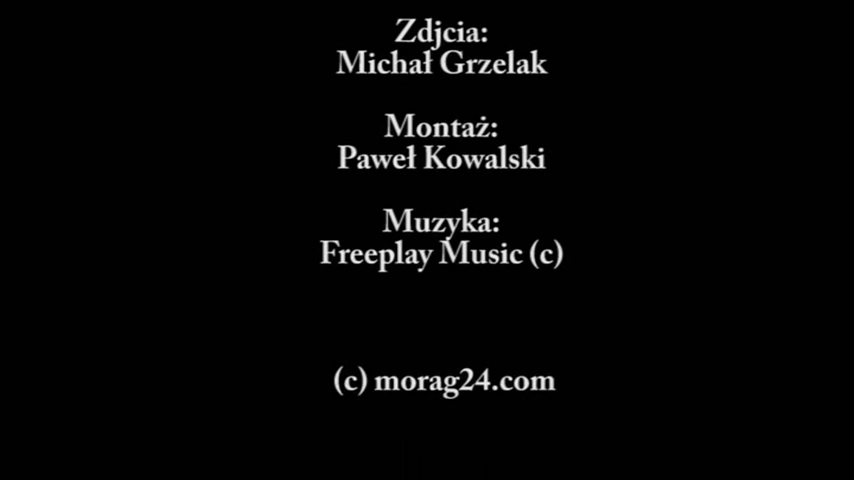 Zdjcia:
Michał Grzelak
Montaż:
Paweł Kowalski
Muzyka:
Freeplay Music (c)
(c) morag24.com